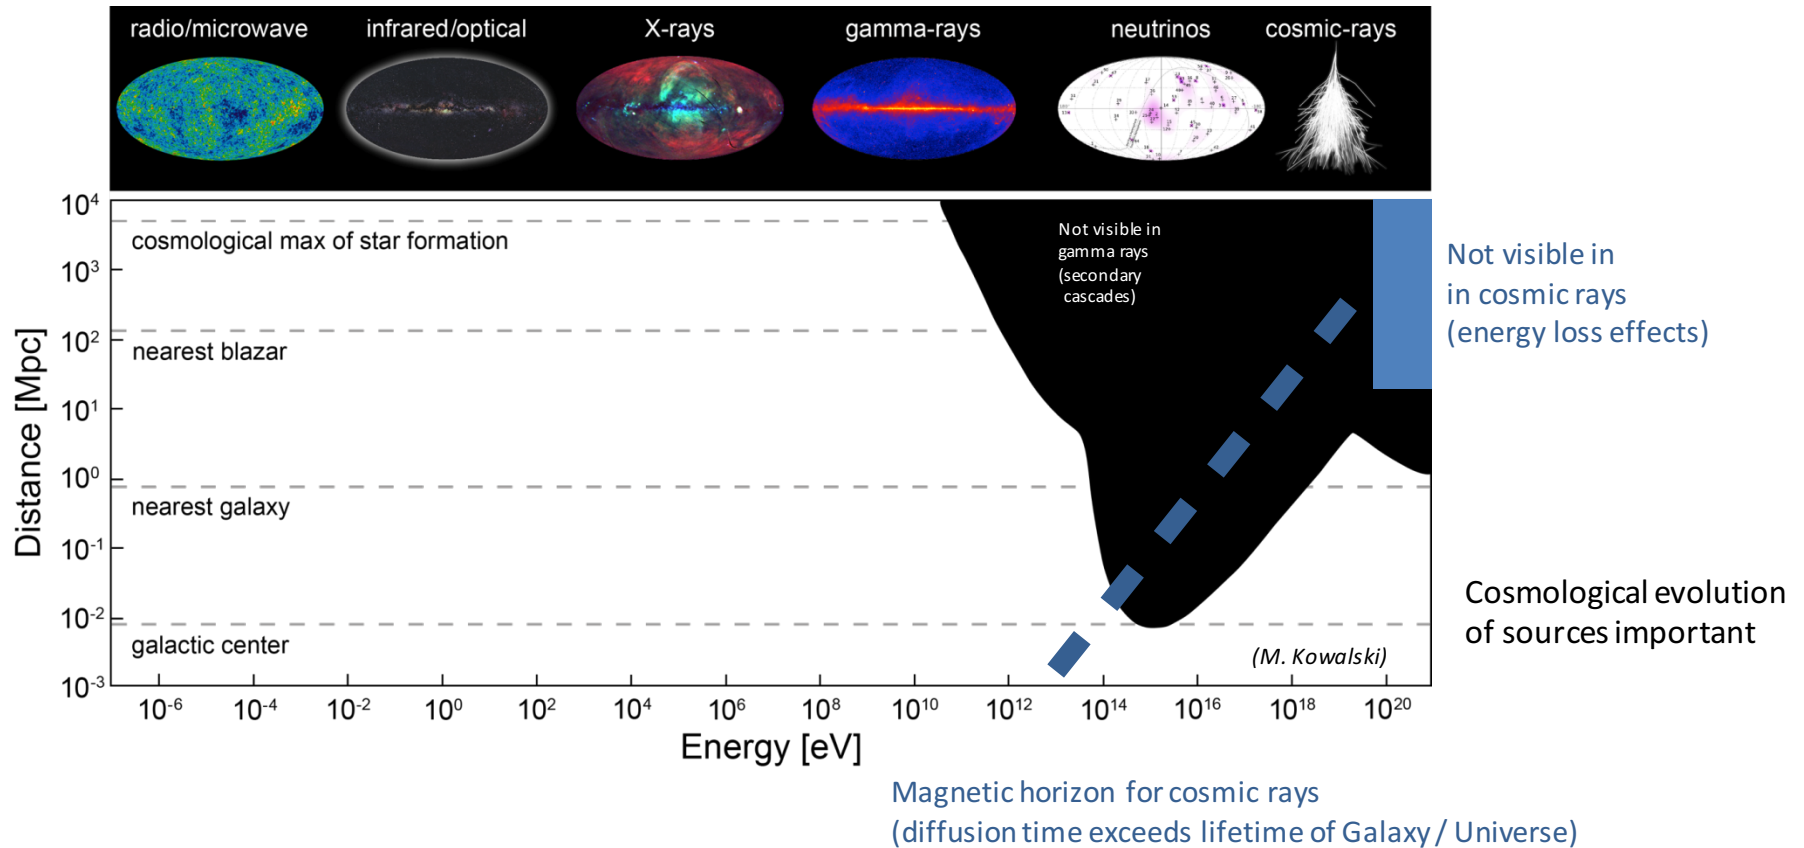 radio/microwave
infrared/optical
X-rays
gamma-rays
neutrinos
cosmic-rays
10⁴
cosmological max of star formation
10³
10²
nearest blazar
10¹
10⁰
nearest galaxy
10⁻¹
10⁻²
galactic center
10⁻³
Distance [Mpc]
Not visible in
gamma rays
(secondary
cascades)
Not visible in
in cosmic rays
(energy loss effects)
Cosmological evolution
of sources important
(M. Kowalski)
10⁻⁶ 10⁻⁴ 10⁻² 10⁰ 10² 10⁴ 10⁶ 10⁸ 10¹⁰ 10¹² 10¹⁴ 10¹⁶ 10¹⁸ 10²⁰
Energy [eV]
Magnetic horizon for cosmic rays
(diffusion time exceeds lifetime of Galaxy / Universe)